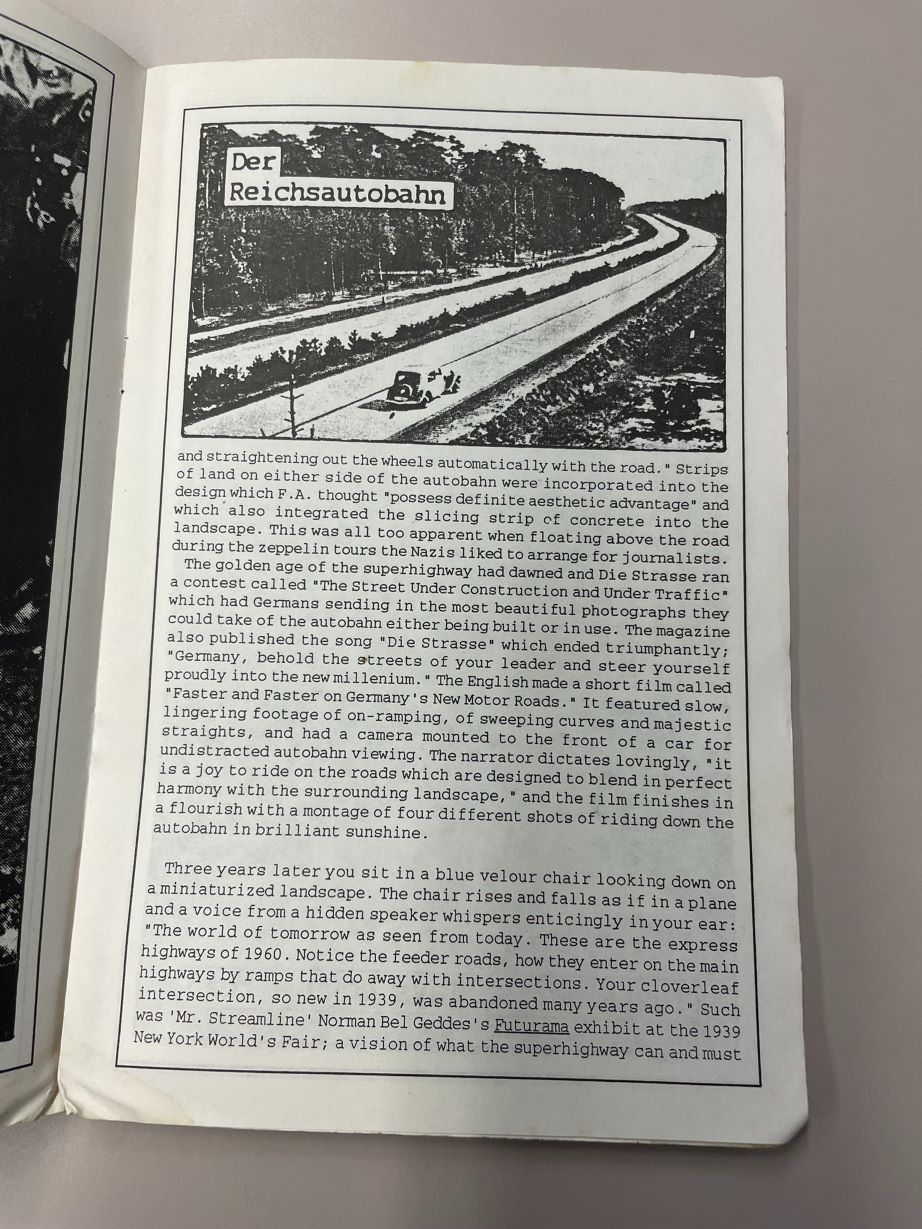 Der
Reichsautobahn
and straightening out the wheels automatically with the road." Strips
of land on either side of the autobahn were incorporated into the
design which F.A. thought "possess definite aesthetic advantage" and
which also integrated the slicing strip of concrete into the
landscape. This was all too apparent when floating above the road
during the zeppelin tours the Nazis liked to arrange for journalists.
The golden age of the superhighway had dawned and Die Strasse ran
a contest called "The Street Under Construction and Under Traffic"
which had Germans sending in the most beautiful photographs they
could take of the autobahn either being built or in use. The magazine
also published the song "Die Strasse" which ended triumphantly;
"Germany, behold the streets of your leader and steer yourself
proudly into the new millenium." The English made a short film called
"Faster and Faster on Germany's New Motor Roads." It featured slow,
lingering footage of on-ramping, of sweeping curves and majestic
straights, and had a camera mounted to the front of a car for
undistracted autobahn viewing. The narrator dictates lovingly, "it
is a joy to ride on the roads which are designed to blend in perfect
harmony with the surrounding landscape," and the film finishes in
a flourish with a montage of four different shots of riding down the
autobahn in brilliant sunshine.
Three years later you sit in a blue velour chair looking down on
a miniaturized landscape. The chair rises and falls as if in a plane
and a voice from a hidden speaker whispers enticingly in your ear:
"The world of tomorrow as seen from today. These are the express
highways of 1960. Notice the feeder roads, how they enter on the main
highways by ramps that do away with intersections. Your cloverleaf
intersection, so new in 1939, was abandoned many years ago." Such
was 'Mr. Streamline' Norman Bel Geddes's Futurama exhibit at the 1939
New York World's Fair; a vision of what the superhighway can and must